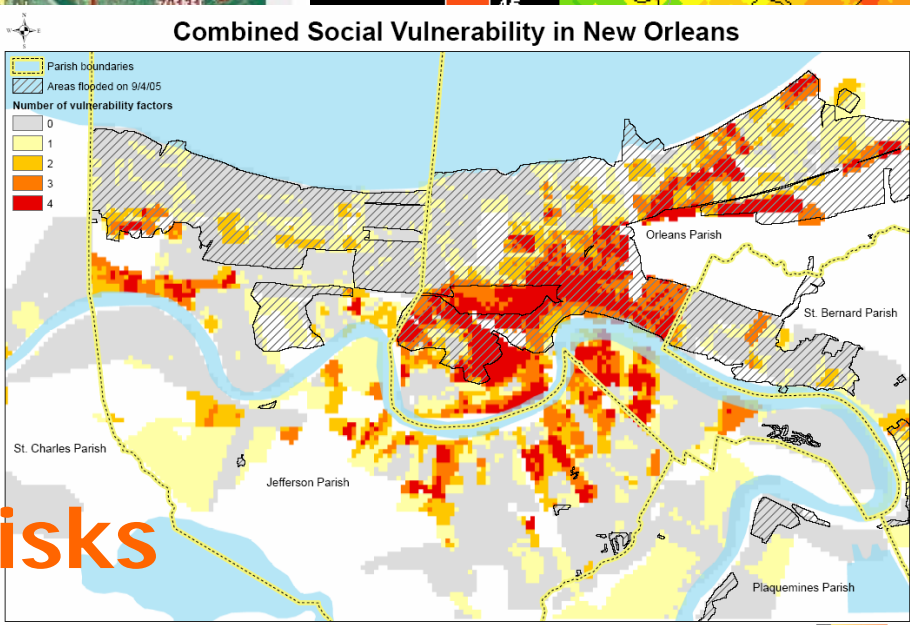 45
Combined Social Vulnerability in New Orleans
N
W
E
S
Parish boundaries
Areas flooded on 9/4/05
Number of vulnerability factors
0
1
2
3
4
Orleans Parish
St. Bernard Parish
St. Charles Parish
Jefferson Parish
isks
Plaquemines Parish